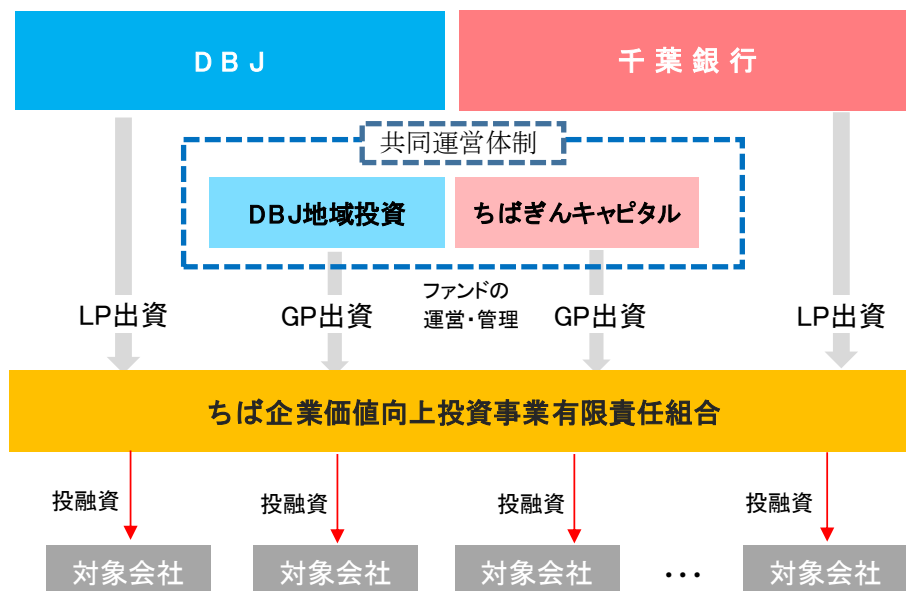 DBJ
千葉銀行
共同運営体制
DBJ地域投資
ちばぎんキャピタル
LP出資
GP出資
ファンドの
運営・管理
GP出資
LP出資
ちば企業価値向上投資事業有限責任組合
投融資
投融資
投融資
投融資
対象会社
対象会社
対象会社
…
対象会社